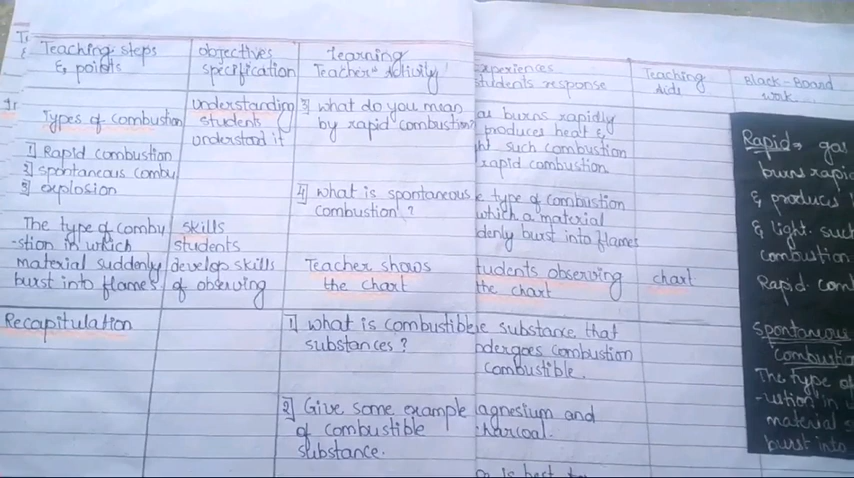 Teaching steps
& points
objectives
specification
Learning
Teacher's Activity
experiences
students response
Teaching
Aids
Black-Board
work
Types of combustion
1] Rapid combustion
2] spontaneous combu
3] explosion
The type of combu
-stion in which
material suddenly
burst into flames.
understanding
students
understand it
skills
students
develop skills
of observing
3] what do you mean
by rapid combustion?
4] what is spontaneous
combustion ?
Teacher shows
the chart
burns rapidly
produces heat &
such combustion
rapid combustion.
type of combustion
which a material
burst into flames
students observing
the chart
chart
Rapid gas
burns rapid
& produces
& light. such
combustion
Rapid. com
spontaneous
combustio
The type of
-ustion in
material s
burst into
Recapitulation
1] what is combustible
substances ?
substance that
combustion
combustible.
2] Give some example
of combustible
substance.
agnesium and
charcoal.
is best